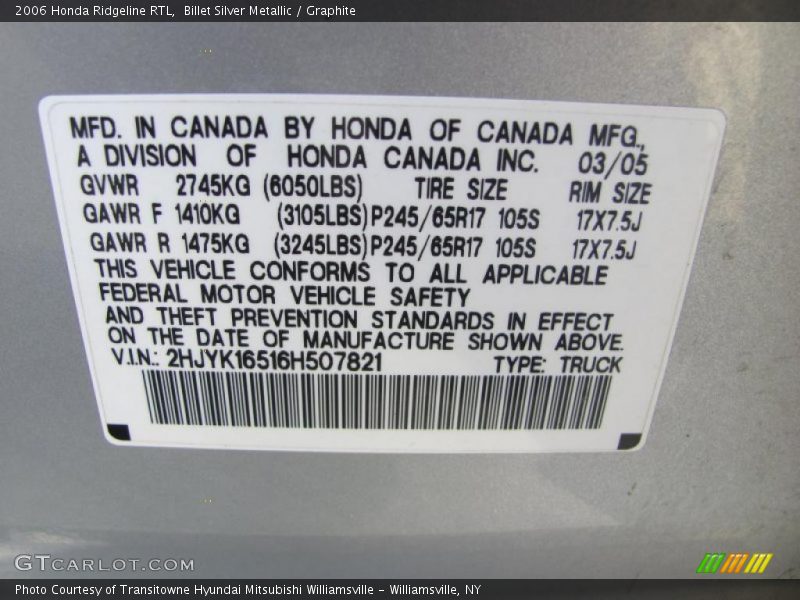 2006 Honda Ridgeline RTL,  Billet Silver Metallic / Graphite
MFD. IN CANADA BY HONDA OF CANADA MFG.,
A DIVISION OF HONDA CANADA INC. 03/05
GVWR 2745KG (6050LBS) TIRE SIZE RIM SIZE
GAWR F 1410KG (3105LBS) P245/65R17 105S 17X7.5J
GAWR R 1475KG (3245LBS) P245/65R17 105S 17X7.5J
THIS VEHICLE CONFORMS TO ALL APPLICABLE
FEDERAL MOTOR VEHICLE SAFETY
AND THEFT PREVENTION STANDARDS IN EFFECT
ON THE DATE OF MANUFACTURE SHOWN ABOVE.
V.I.N.: 2HJYK16516H507821 TYPE: TRUCK
GTCARLOT.COM
Photo Courtesy of Transitowne Hyundai Mitsubishi Williamsville – Williamsville, NY